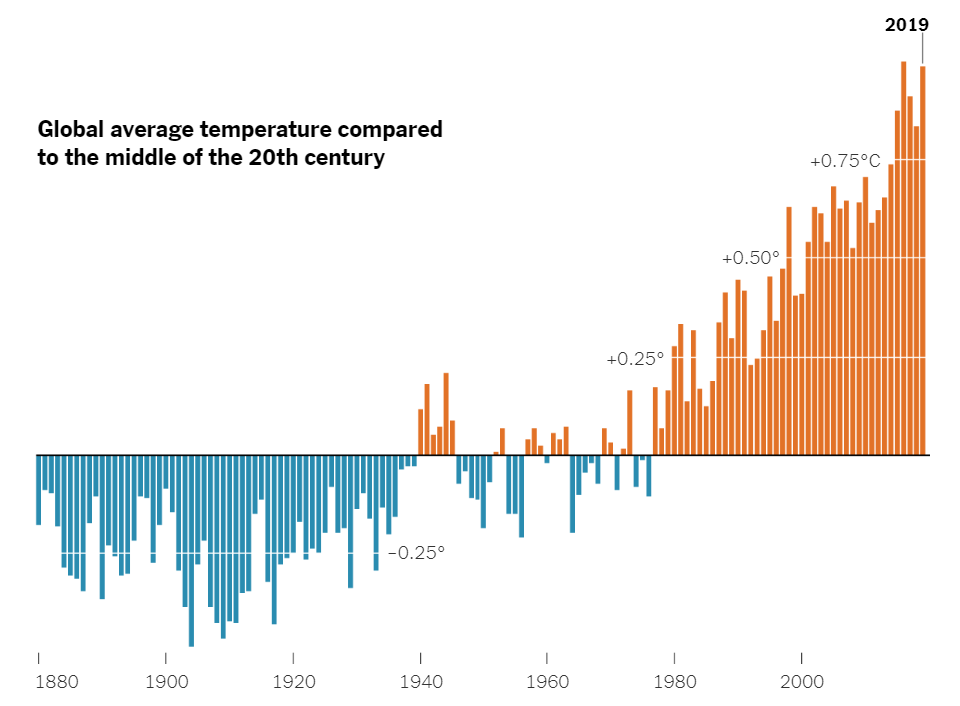 2019
Global average temperature compared
to the middle of the 20th century
+0.75°C
+0.50°
+0.25°
−0.25°
1880 1900 1920 1940 1960 1980 2000